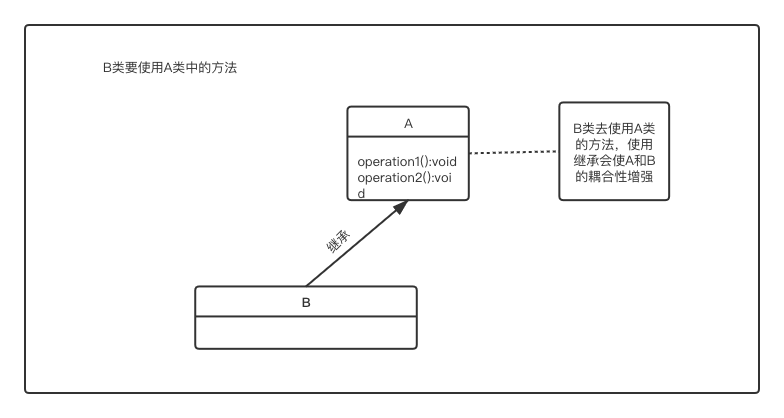 B类要使用A类中的方法
A
operation1():void
operation2():voi
d
B类去使用A类
的方法，使用
继承会使A和B
的耦合性增强
继承
B